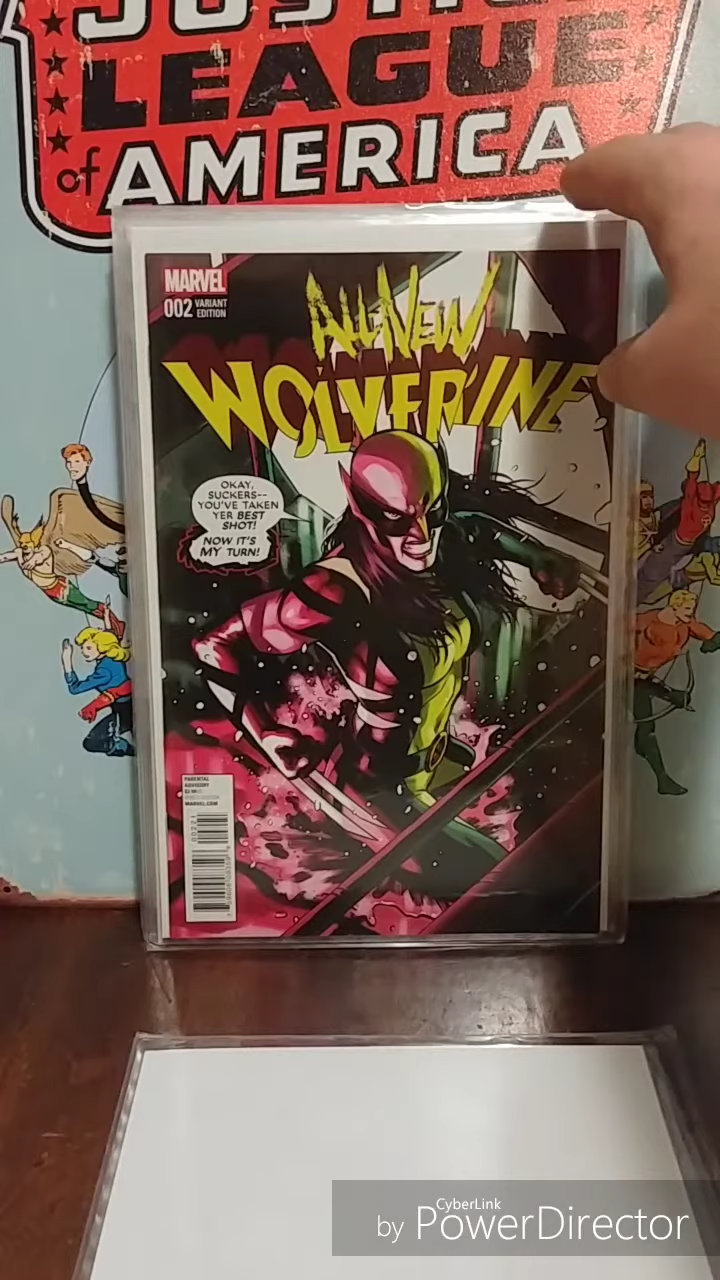 JUSTICE
LEAGUE
of AMERICA
MARVEL
002 VARIANT
EDITION
ALL-NEW
WOLVERINE
OKAY,
SUCKERS--
YOU'VE TAKEN
YER BEST
SHOT!
NOW IT'S
MY TURN!
PARENTAL
ADVISORY
MARVEL.COM
00221
CyberLink
by PowerDirector